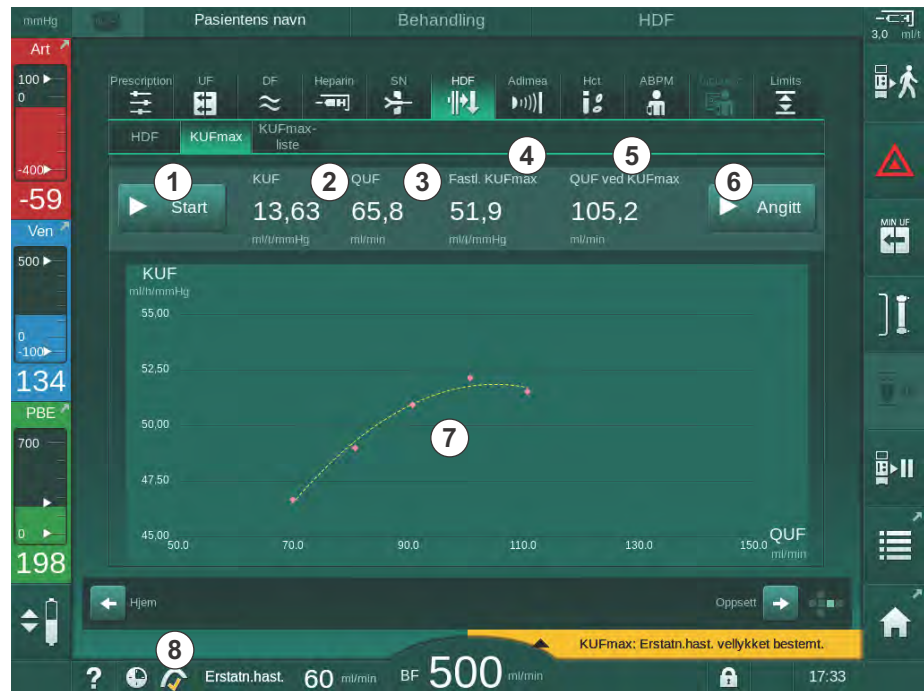 mmHg Pasientens navn Behandling HDF
3,0 ml/t
Art
100
0
-400
-59
Ven
500
0
-100
134
PBE
700
0
198
Prescription UF DF Heparin SN HDF Adimea Hct ABPM Limits
HDF KUFmax KUFmax-
liste
1 2 3 4 5 6
Start
KUF QUF Fastl. KUFmax QUF ved KUFmax
13,63 65,8 51,9 105,2
ml/t/mmHg ml/min ml/t/mmHg ml/min
Angitt
KUF
ml/h/mmHg
55,00
52,50
50,00
47,50
45,00
7
50.0 70.0 90.0 110.0 130.0 150.0
QUF
ml/min
Hjem Oppsett
MIN UF
KUFmax: Erstatn.hast. vellykket bestemt.
8
? Erstatn.hast. 60 ml/min BF 500 ml/min 17:33